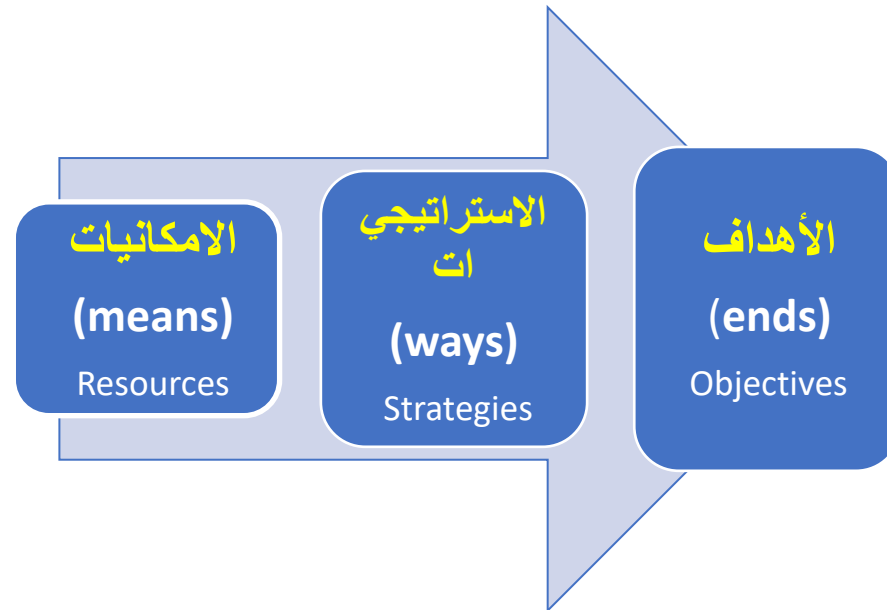 الامكانيات
(means)
Resources
الاستراتيجي
ات
(ways)
Strategies
الأهداف
(ends)
Objectives